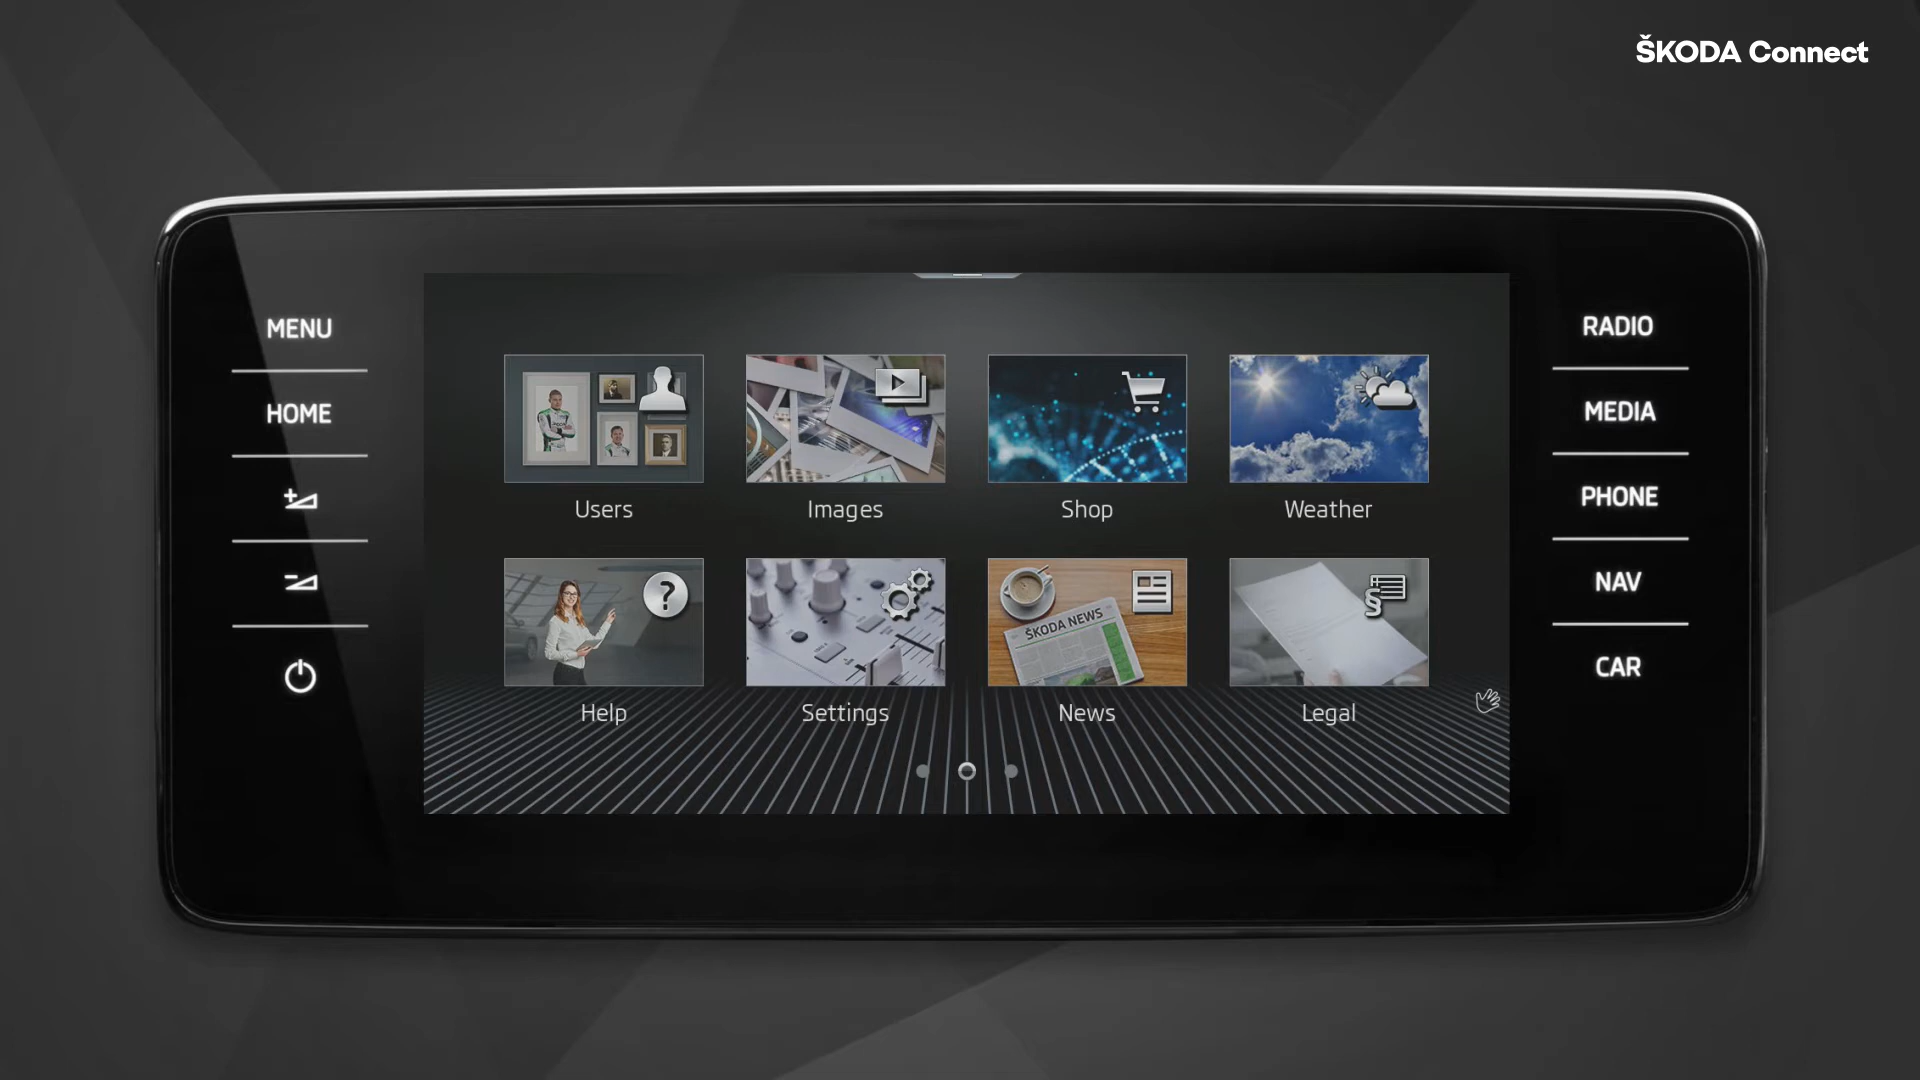 ŠKODA Connect
MENU
HOME
RADIO
MEDIA
PHONE
NAV
CAR
Users
Images
Shop
Weather
?
ŠKODA NEWS
§
Help
Settings
News
Legal